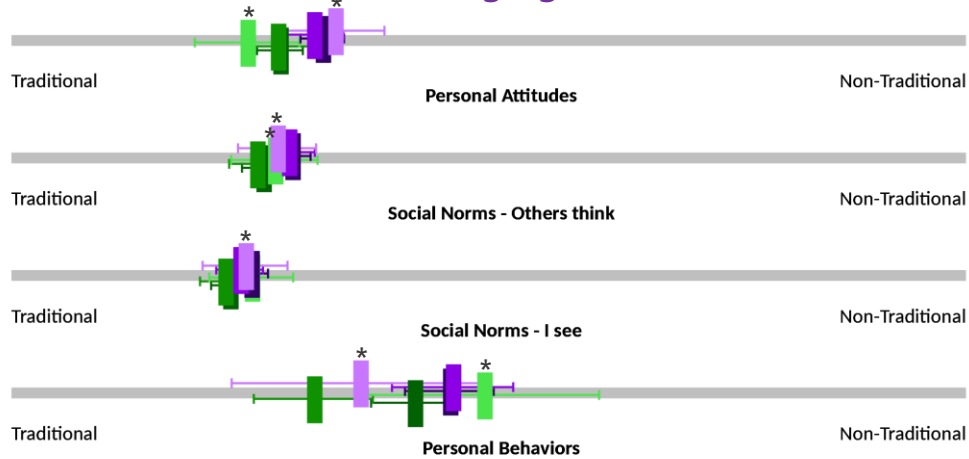 *
*
Traditional
Non-Traditional
Personal Attitudes
*
*
Traditional
Non-Traditional
Social Norms - Others think
*
Traditional
Non-Traditional
Social Norms - I see
*
*
Traditional
Non-Traditional
Personal Behaviors